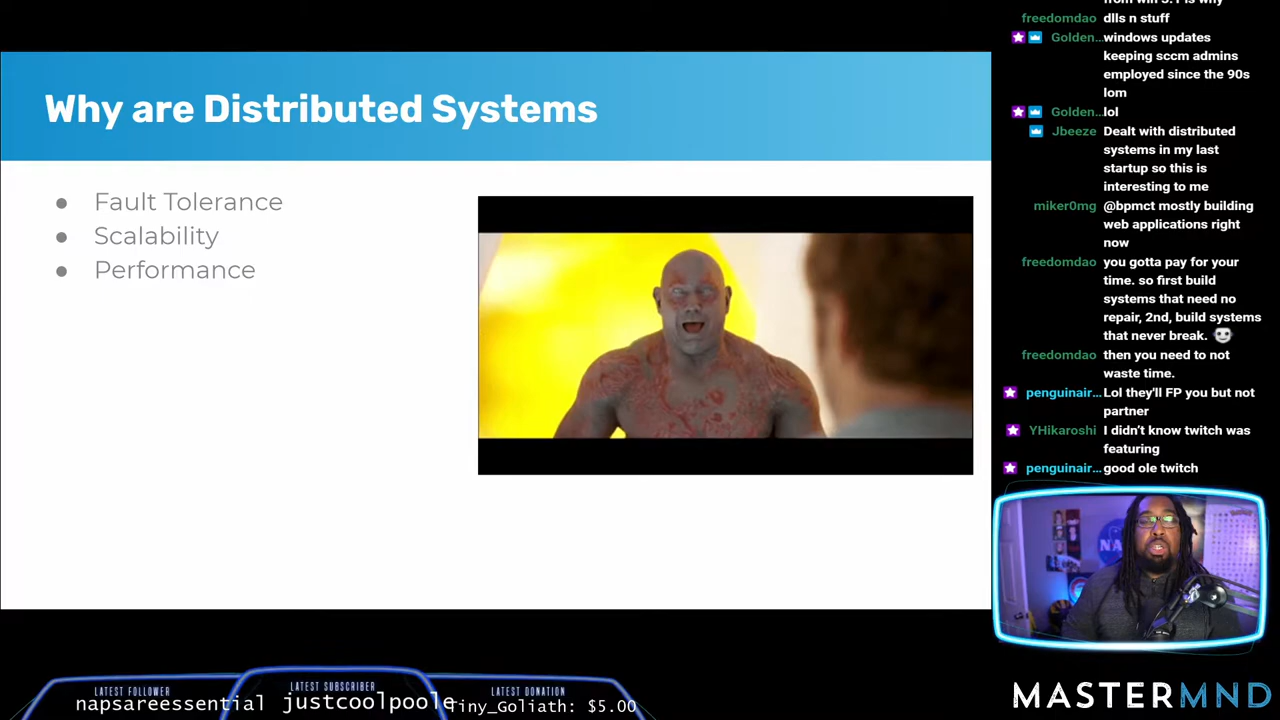 Why are Distributed Systems
● Fault Tolerance
● Scalability
● Performance
freedomdao dlls n stuff
Golden... windows updates
keeping sccm admins
employed since the 90s
lom
Golden... lol
Jbeeze Dealt with distributed
systems in my last
startup so this is
interesting to me
miker0mg @bpmct mostly building
web applications right
now
freedomdao you gotta pay for your
time. so first build
systems that need no
repair, 2nd, build systems
that never break.
freedomdao then you need to not
waste time.
penguinair... Lol they'll FP you but not
partner
YHikaroshi I didn't know twitch was
featuring
penguinair... good ole twitch
NAS
LATEST FOLLOWER
napsareessential
LATEST SUBSCRIBER
justcoolpoole
LATEST DONATION
Tiny_Goliath: $5.00
MASTERMND